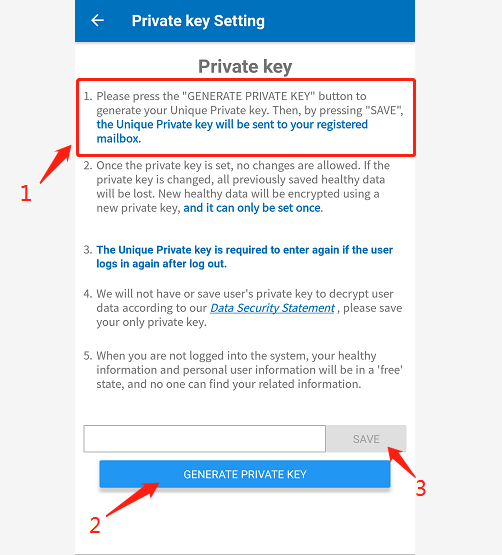 Private key Setting
Private key
1. Please press the "GENERATE PRIVATE KEY" button to
generate your Unique Private key. Then, by pressing "SAVE",
the Unique Private key will be sent to your registered
mailbox.
1
2. Once the private key is set, no changes are allowed. If the
private key is changed, all previously saved healthy data
will be lost. New healthy data will be encrypted using a
new private key, and it can only be set once.
3. The Unique Private key is required to enter again if the user
logs in again after log out.
4. We will not have or save user's private key to decrypt user
data according to our Data Security Statement , please save
your only private key.
5. When you are not logged into the system, your healthy
information and personal user information will be in a 'free'
state, and no one can find your related information.
SAVE
GENERATE PRIVATE KEY
3
2